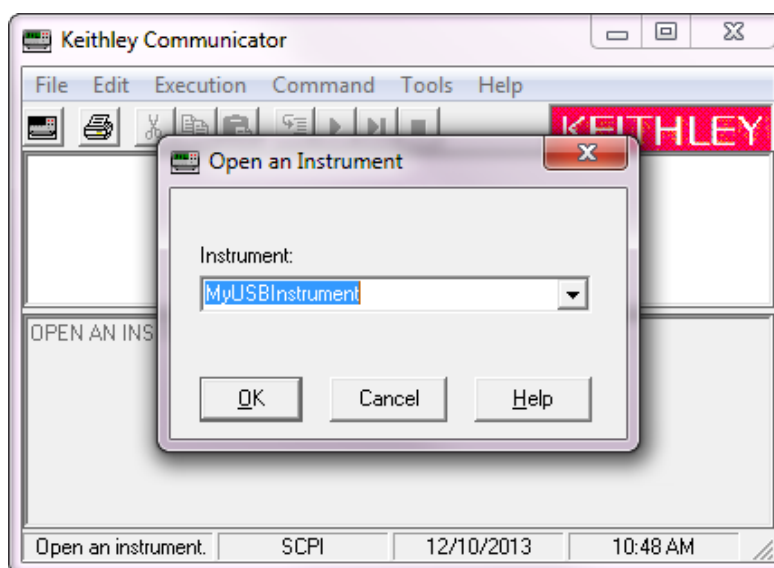 Keithley Communicator
File Edit Execution Command Tools Help
KEITHLEY
Open an Instrument
Instrument:
MyUSBInstrument
OPEN AN INS
OK Cancel Help
Open an instrument. SCPI 12/10/2013 10:48 AM